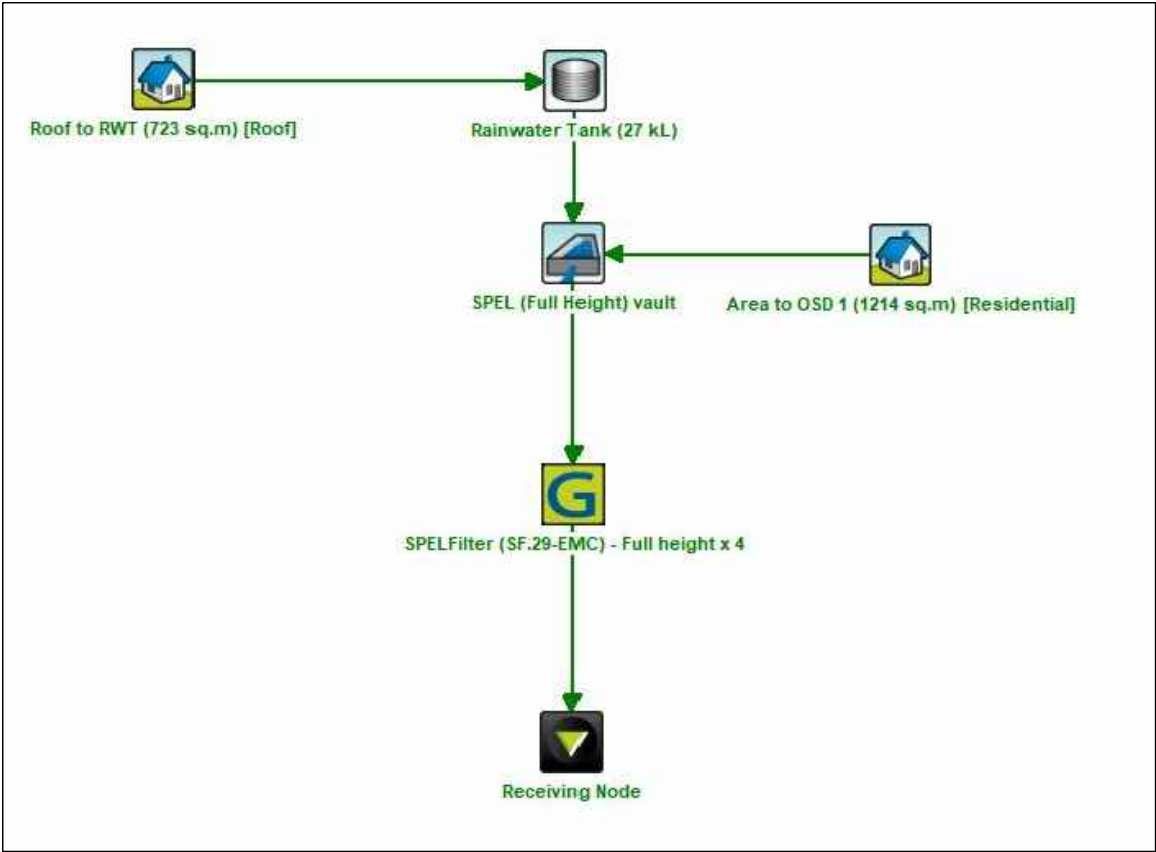 Roof to RWT (723 sq.m) [Roof]
Rainwater Tank (27 kL)
SPEL (Full Height) vault
Area to OSD 1 (1214 sq.m) [Residential]
G
SPELFilter (SF.29-EMC) - Full height x 4
Receiving Node